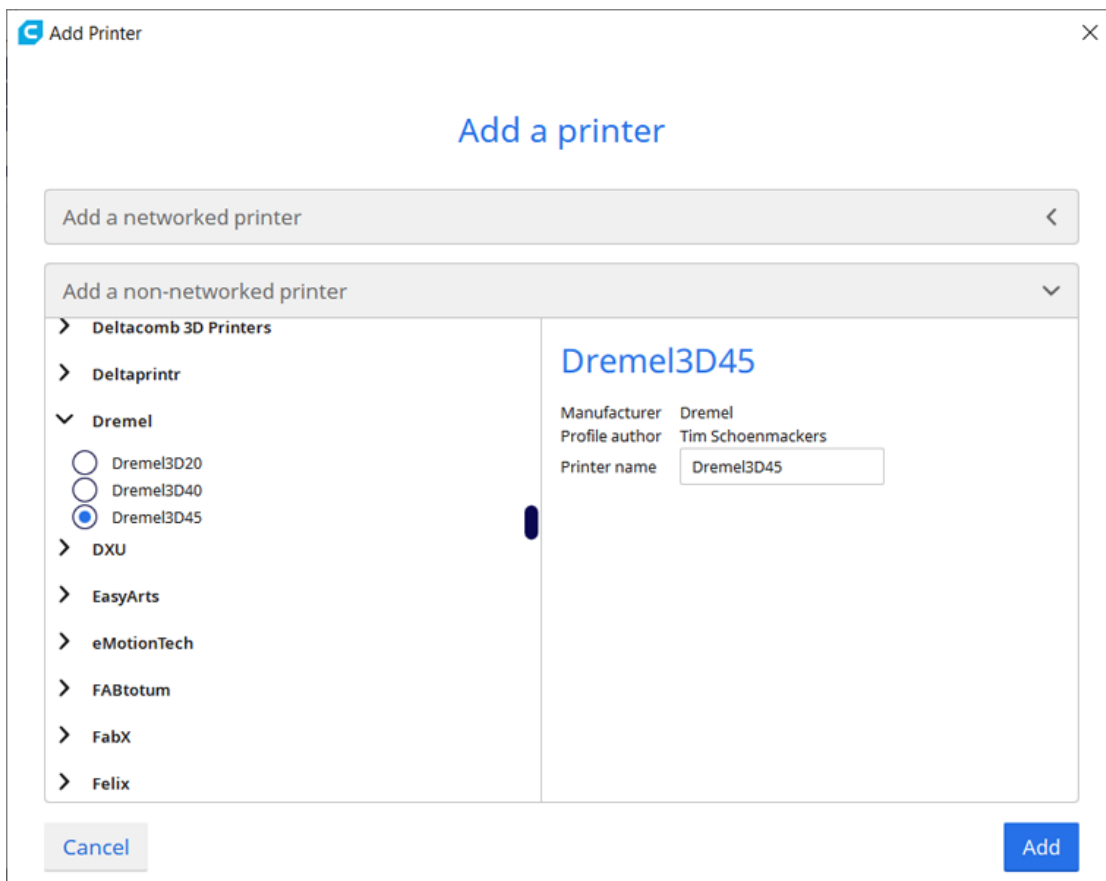 Add Printer
Add a printer
Add a networked printer
Add a non-networked printer
Deltacomb 3D Printers
Deltaprintr
Dremel
Dremel3D20
Dremel3D40
Dremel3D45
DXU
EasyArts
eMotionTech
FABtotum
FabX
Felix
Dremel3D45
Manufacturer Dremel
Profile author Tim Schoenmackers
Printer name Dremel3D45
Cancel
Add